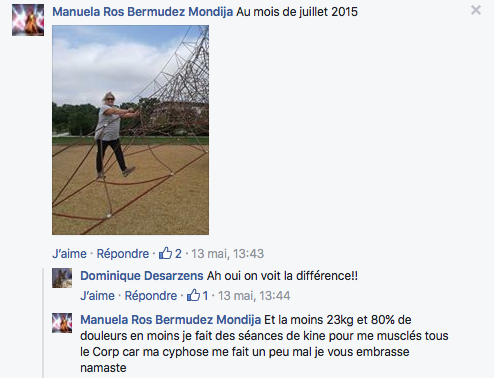 Manuela Ros Bermudez Mondija Au mois de juillet 2015
J'aime · Répondre · 2 · 13 mai, 13:43
Dominique Desarzens Ah oui on voit la différence!!
J'aime · Répondre · 1 · 13 mai, 13:44
Manuela Ros Bermudez Mondija Et la moins 23kg et 80% de
douleurs en moins je fait des séances de kine pour me musclés tous
le Corp car ma cyphose me fait un peu mal je vous embrasse
namaste